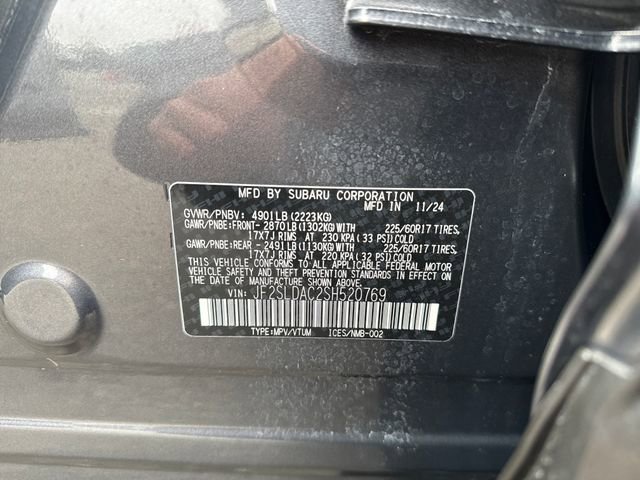 MFD. BY SUBARU CORPORATION
MFD IN 11/24
GVWR/PNBV: 4901LB(2223KG)
GAWR/PNBE:FRONT- 2870LB(1302KG)WITH 225/60R17 TIRES,
17X7J RIMS AT 230 KPA(33 PSI)COLD
GAWR/PNBE:REAR - 2491LB(1130KG)WITH 225/60R17 TIRES,
17X7J RIMS AT 220 KPA(32 PSI)COLD
THIS VEHICLE CONFORMS TO ALL APPLICABLE FEDERAL MOTOR
VEHICLE SAFETY, BUMPER, AND THEFT PREVENTION STANDARDS IN EFFECT ON
THE DATE OF MANUFACTURE SHOWN ABOVE.
VIN: JF2SLDAC2SH520769
TYPE:MPV/VTUM ICES/NMB-002